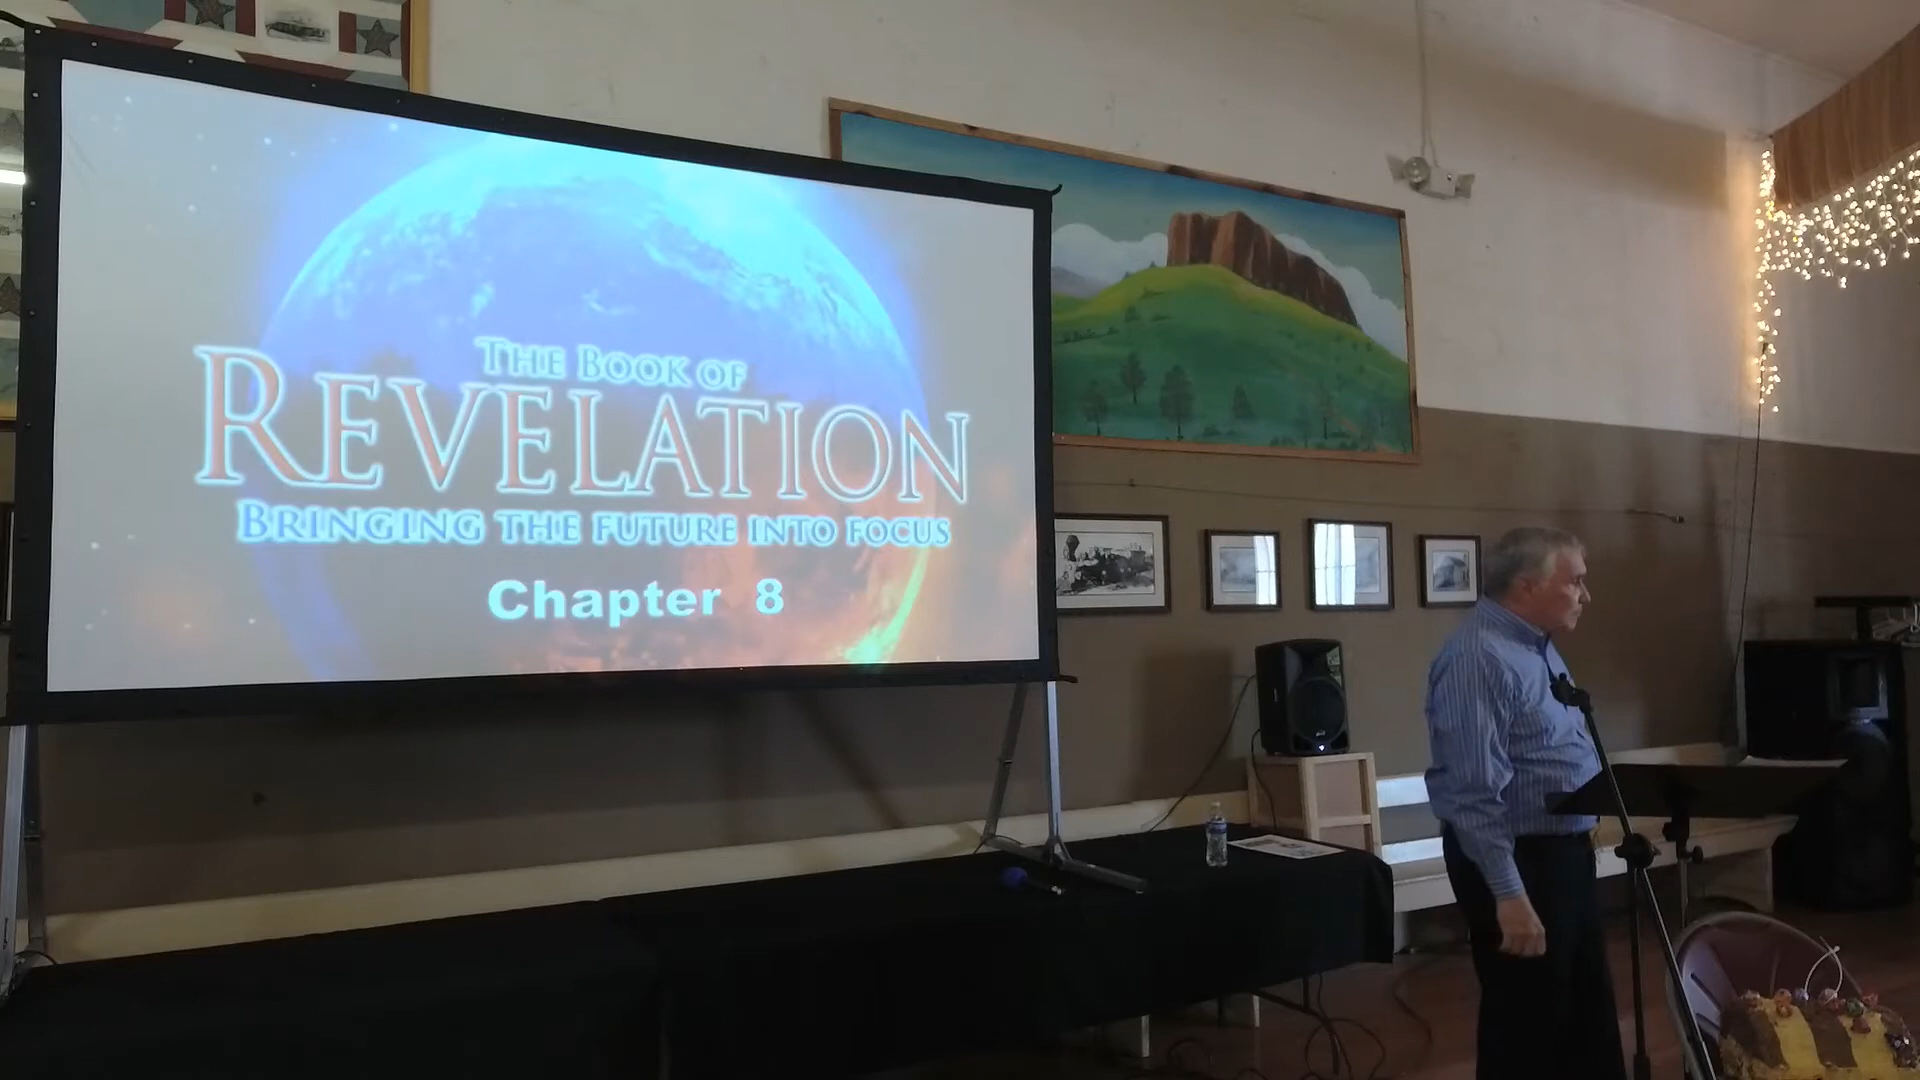 The Book of
Revelation
Bringing the future into focus
Chapter 8